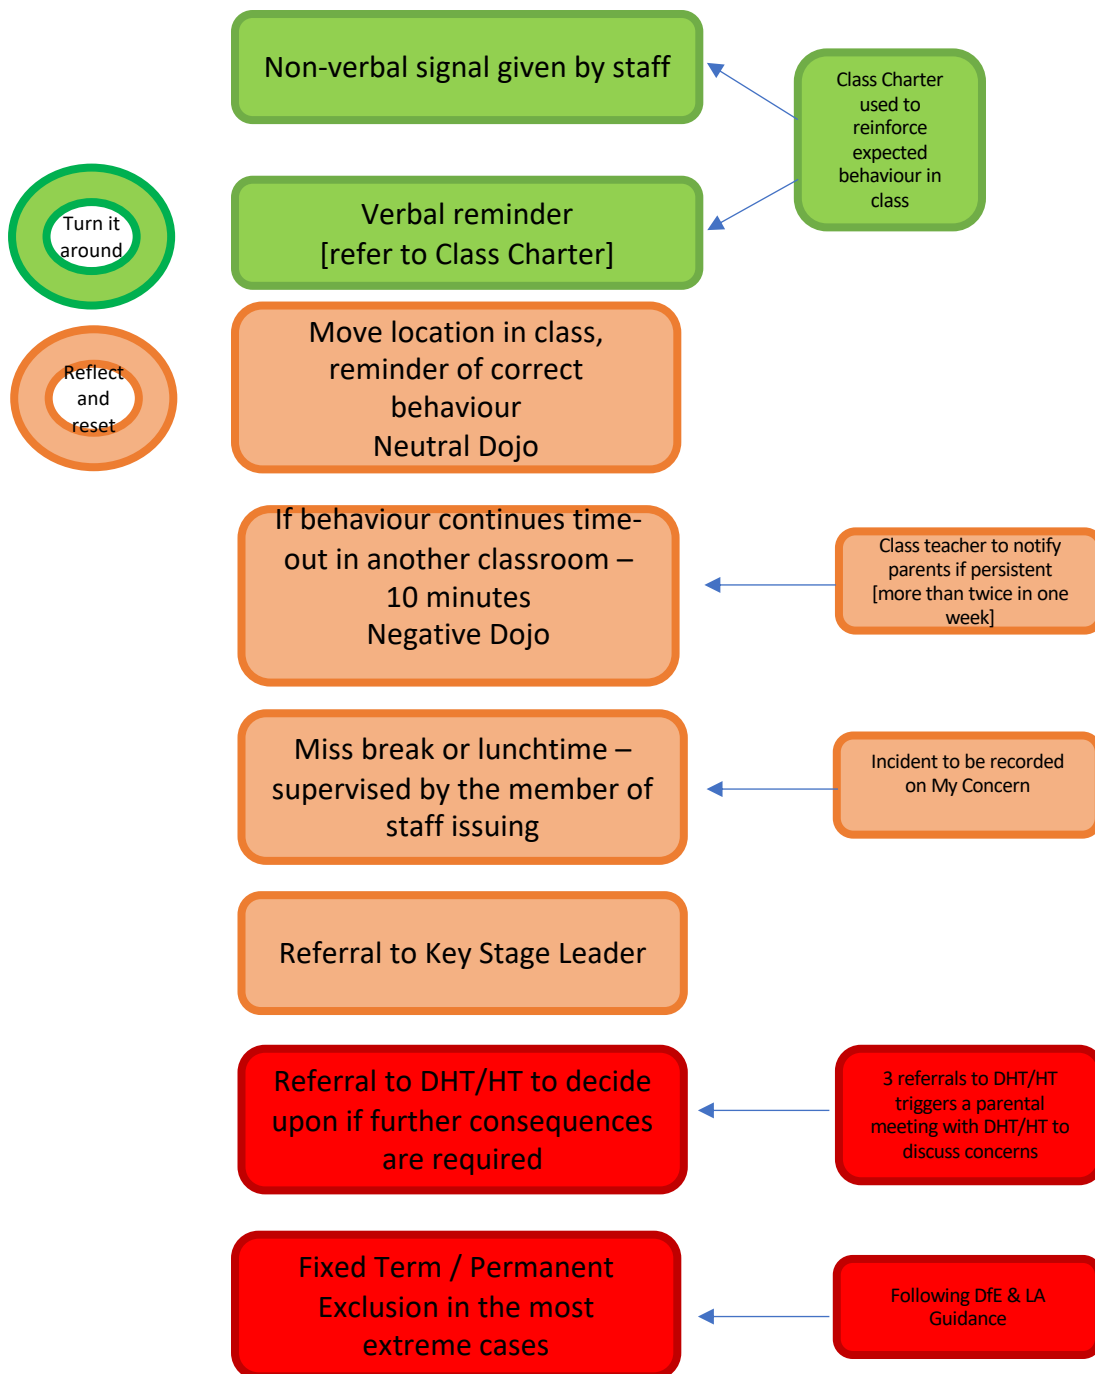 Non-verbal signal given by staff
Class Charter
used to
reinforce
expected
behaviour in
class
Turn it
around
Verbal reminder
[refer to Class Charter]
Reflect
and
reset
Move location in class,
reminder of correct
behaviour
Neutral Dojo
If behaviour continues time-
out in another classroom –
10 minutes
Negative Dojo
Class teacher to notify
parents if persistent
[more than twice in one
week]
Miss break or lunchtime –
supervised by the member of
staff issuing
Incident to be recorded
on My Concern
Referral to Key Stage Leader
Referral to DHT/HT to decide
upon if further consequences
are required
3 referrals to DHT/HT
triggers a parental
meeting with DHT/HT to
discuss concerns
Fixed Term / Permanent
Exclusion in the most
extreme cases
Following DfE & LA
Guidance